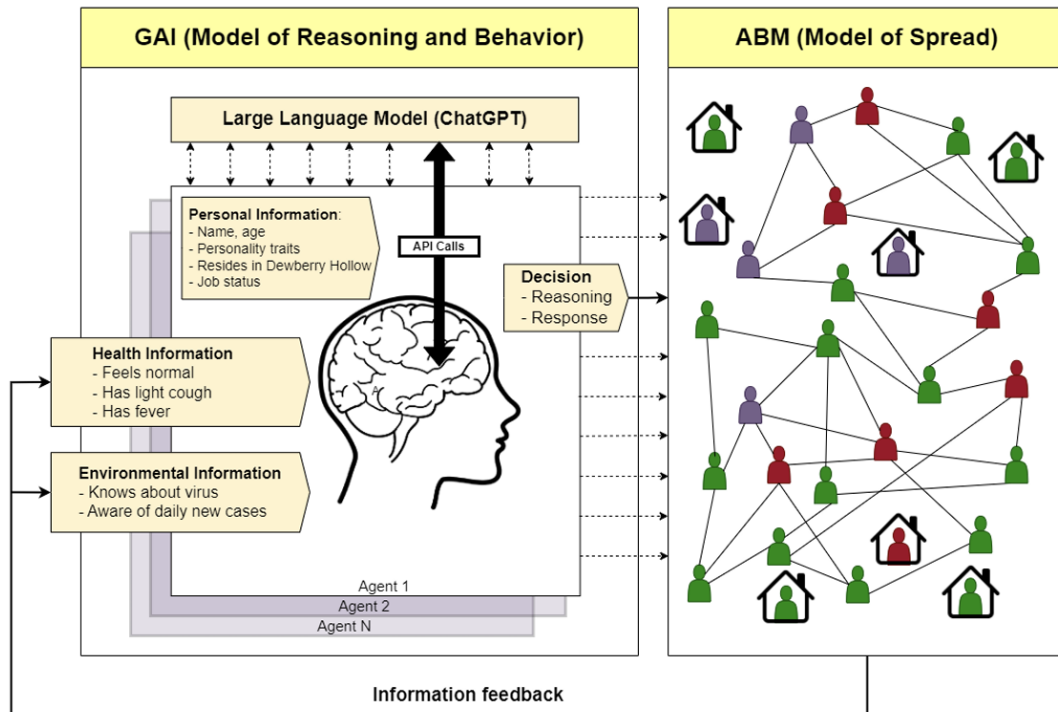 GAI (Model of Reasoning and Behavior)
ABM (Model of Spread)
Large Language Model (ChatGPT)
Personal Information:
- Name, age
- Personality traits
- Resides in Dewberry Hollow
- Job status
API Calls
Decision
- Reasoning
- Response
Health Information
- Feels normal
- Has light cough
- Has fever
Environmental Information
- Knows about virus
- Aware of daily new cases
Agent 1
Agent 2
Agent N
Information feedback